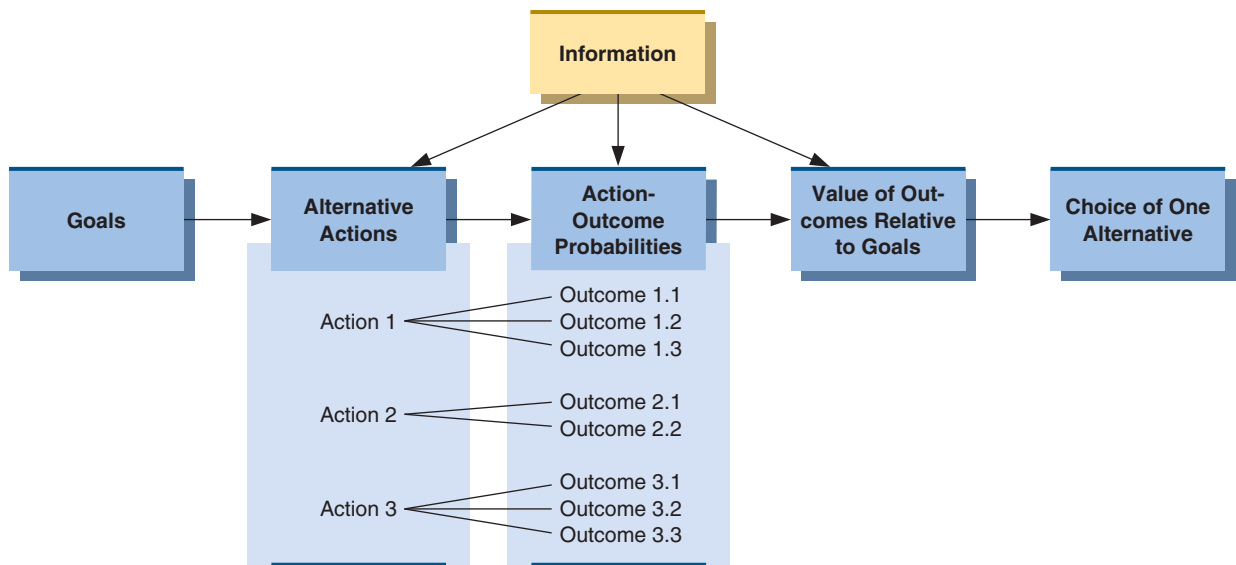 Information
Goals
Alternative
Actions
Action-
Outcome
Probabilities
Value of Out-
comes Relative
to Goals
Choice of One
Alternative
Action 1
Outcome 1.1
Outcome 1.2
Outcome 1.3
Action 2
Outcome 2.1
Outcome 2.2
Action 3
Outcome 3.1
Outcome 3.2
Outcome 3.3